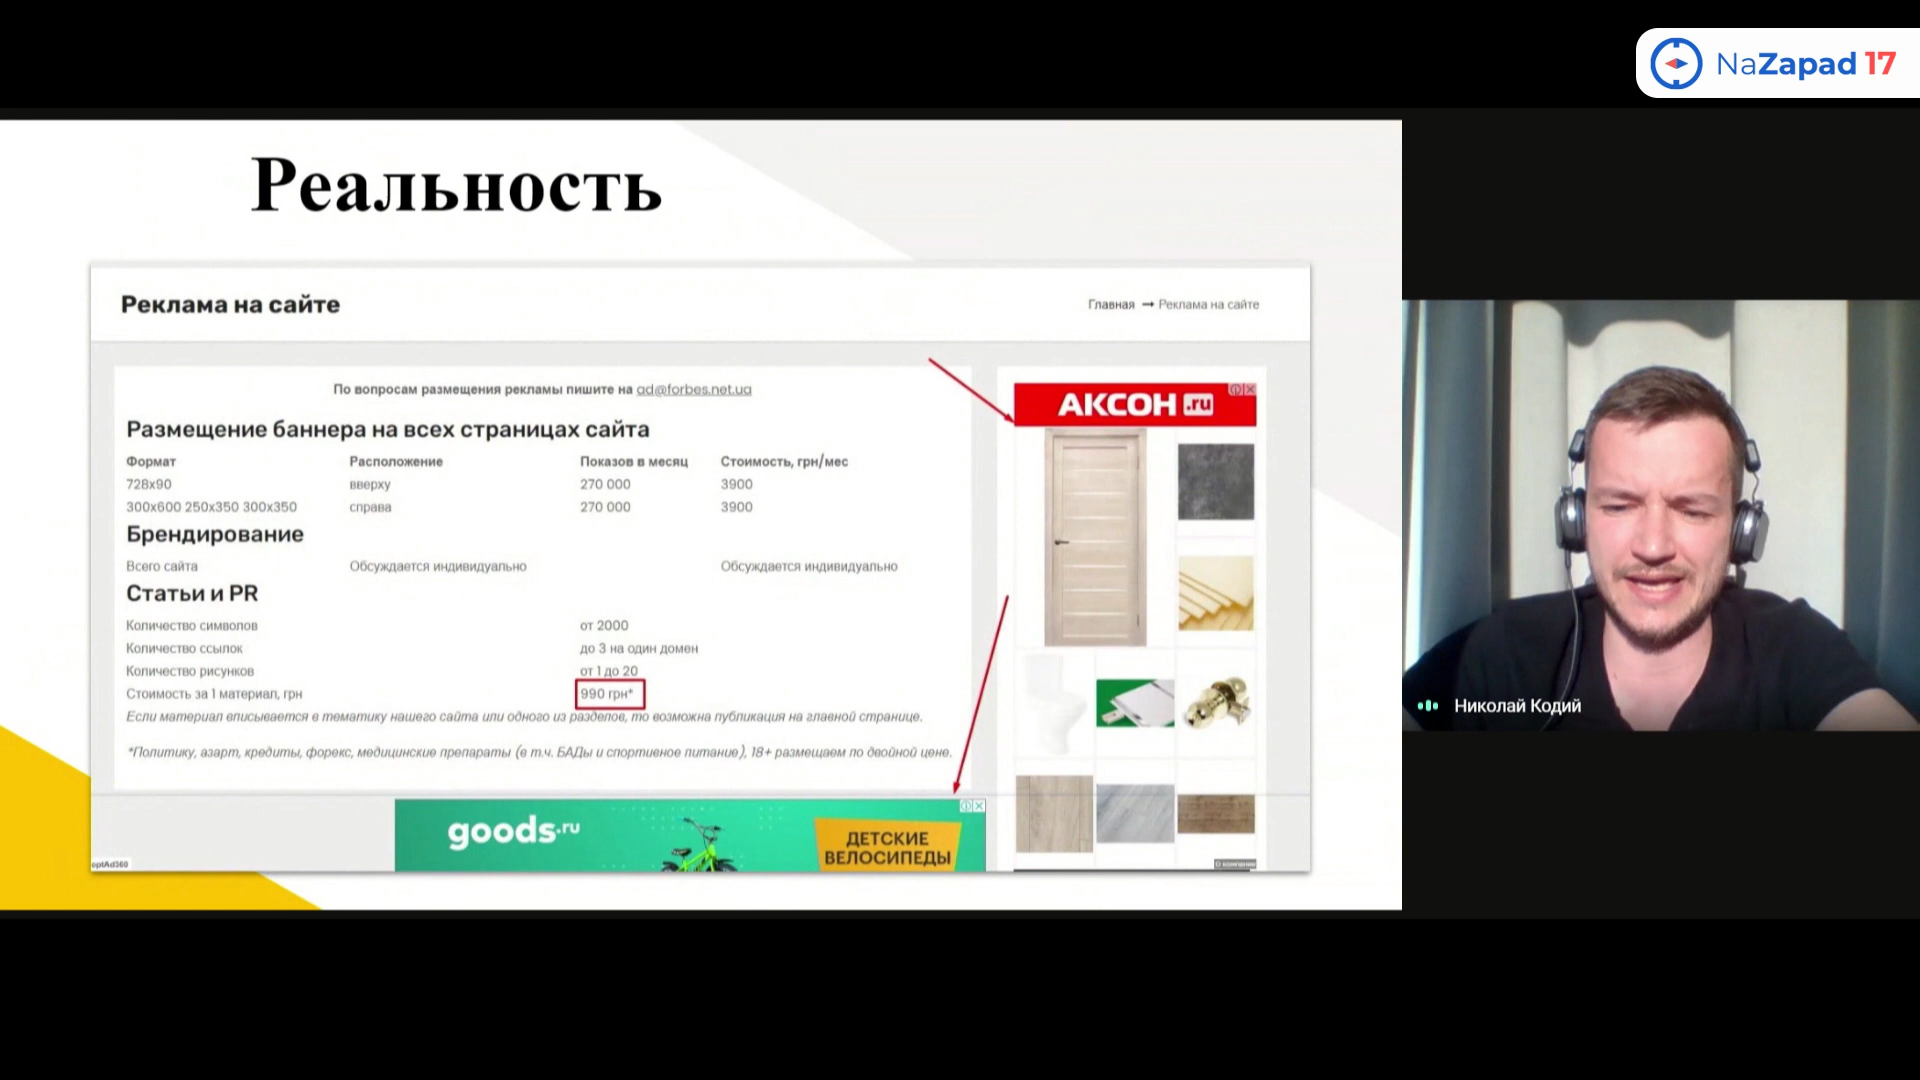 NaZapad 17
Реальность
Реклама на сайте
Главная ➞ Реклама на сайте
По вопросам размещения рекламы пишите на ad@forbes.net.ua
Размещение баннера на всех страницах сайта
Формат Расположение Показов в месяц Стоимость, грн/мес
728x90 вверху 270 000 3900
300x600 250x350 300x350 справа 270 000 3900
Брендирование
Всего сайта Обсуждается индивидуально Обсуждается индивидуально
Статьи и PR
Количество символов от 2000
Количество ссылок до 3 на один домен
Количество рисунков от 1 до 20
Стоимость за 1 материал, грн 990 грн*
Если материал вписывается в тематику нашего сайта или одного из разделов, то возможна публикация на главной странице.
*Политику, азарт, кредиты, форекс, медицинские препараты (в т.ч. БАДы и спортивное питание), 18+ размещаем по двойной цене.
АКСОН.ru
goods.ru
ДЕТСКИЕ
ВЕЛОСИПЕДЫ
optAd360
Николай Кодий